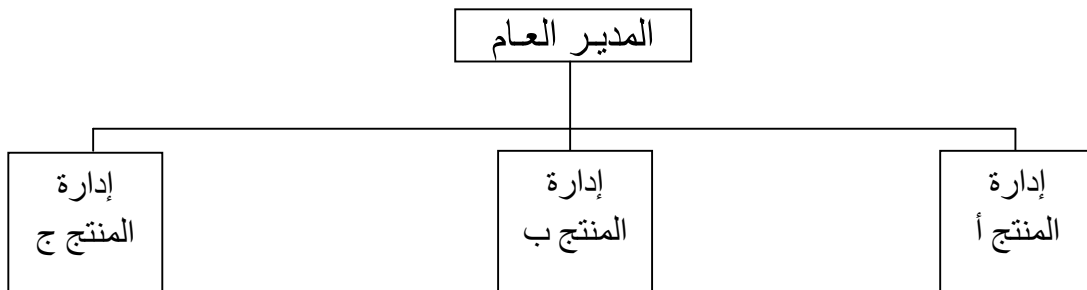 المدير العام
إدارة
المنتج أ
إدارة
المنتج ب
إدارة
المنتج ج